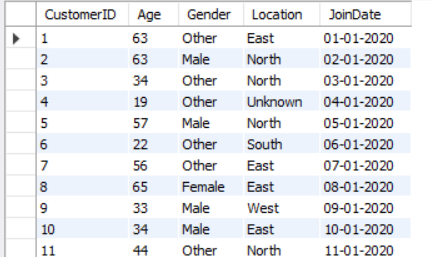 CustomerID Age Gender Location JoinDate
1 63 Other East 01-01-2020
2 63 Male North 02-01-2020
3 34 Other North 03-01-2020
4 19 Other Unknown 04-01-2020
5 57 Male North 05-01-2020
6 22 Other South 06-01-2020
7 56 Other East 07-01-2020
8 65 Female East 08-01-2020
9 33 Male West 09-01-2020
10 34 Male East 10-01-2020
11 44 Other North 11-01-2020